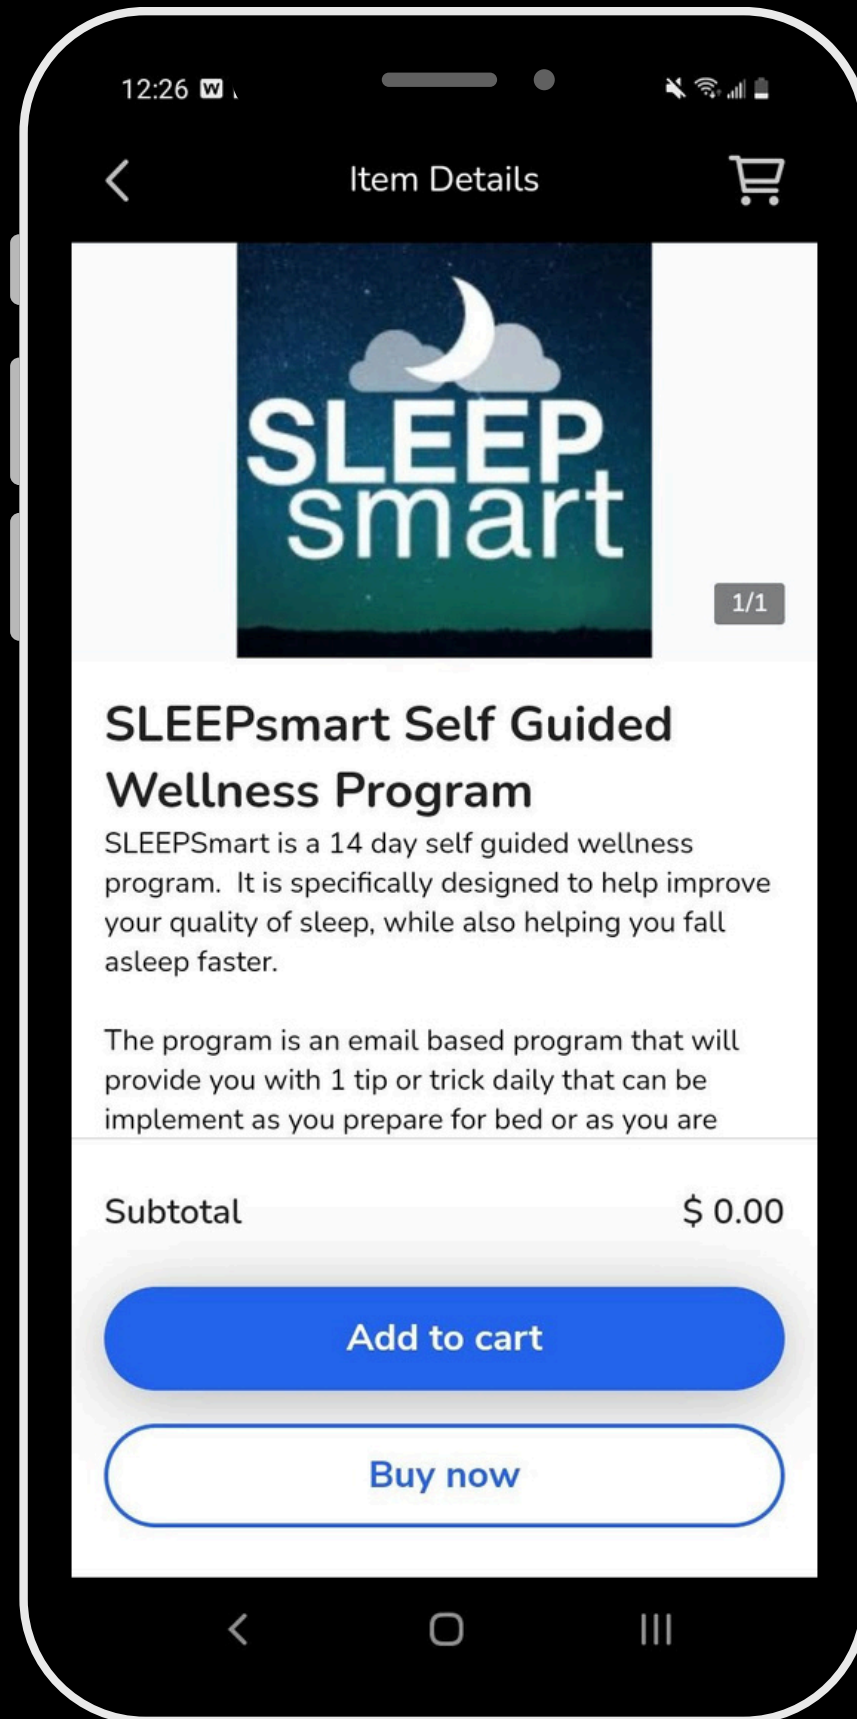 12:26 W
Item Details
SLEEP
smart
1/1
SLEEPsmart Self Guided
Wellness Program
SLEEPSmart is a 14 day self guided wellness
program.  It is specifically designed to help improve
your quality of sleep, while also helping you fall
asleep faster.
The program is an email based program that will
provide you with 1 tip or trick daily that can be
implement as you prepare for bed or as you are
Subtotal $ 0.00
Add to cart
Buy now